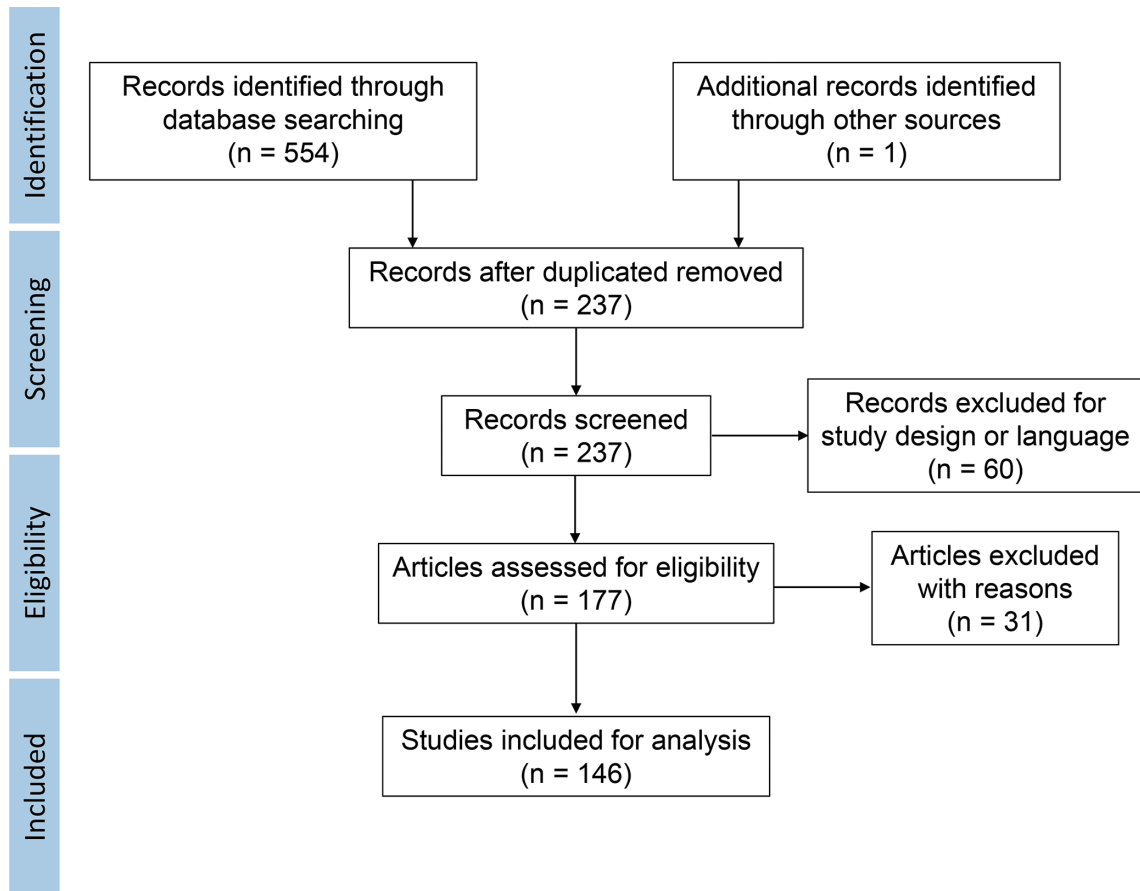 Identification
Records identified through
database searching
(n = 554)
Additional records identified
through other sources
(n = 1)
Screening
Records after duplicated removed
(n = 237)
Records screened
(n = 237)
Records excluded for
study design or language
(n = 60)
Eligibility
Articles assessed for eligibility
(n = 177)
Articles excluded
with reasons
(n = 31)
Included
Studies included for analysis
(n = 146)